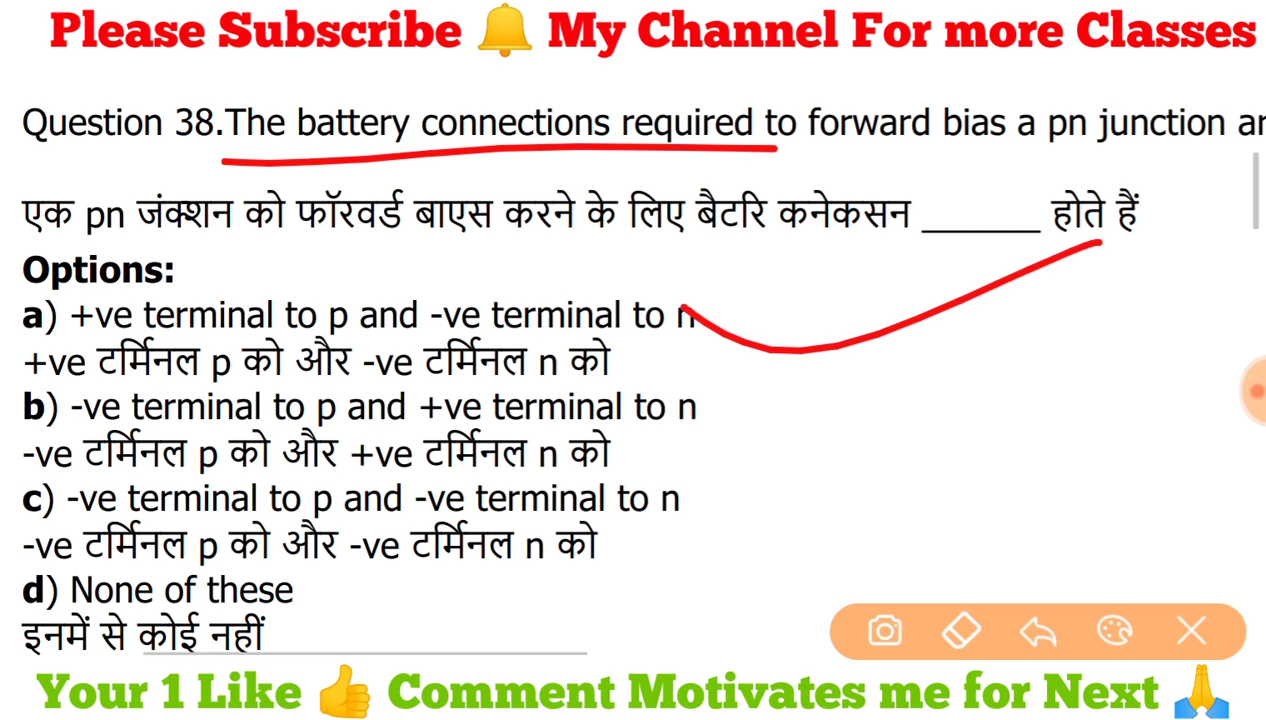 Please Subscribe 🔔 My Channel For more Classes
Question 38.The battery connections required to forward bias a pn junction
एक pn जंक्शन को फॉरवर्ड बाएस करने के लिए बैटरि कनेकसन ______ होते हैं
Options:
a) +ve terminal to p and -ve terminal to n
+ve टर्मिनल p को और -ve टर्मिनल n को
b) -ve terminal to p and +ve terminal to n
-ve टर्मिनल p को और +ve टर्मिनल n को
c) -ve terminal to p and -ve terminal to n
-ve टर्मिनल p को और -ve टर्मिनल n को
d) None of these
इनमें से कोई नहीं
Your 1 Like 👍 Comment Motivates me for Next 🙏